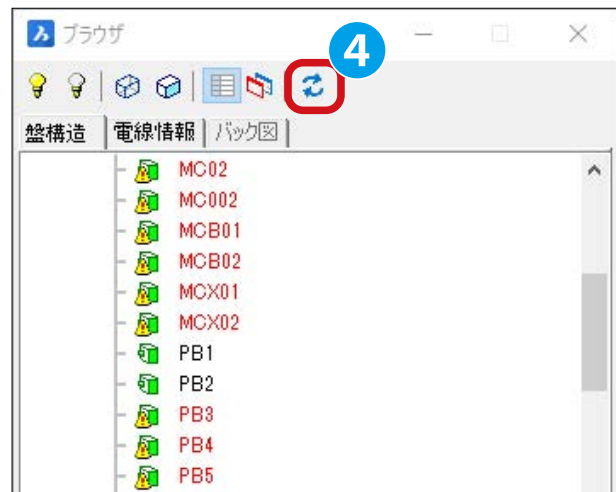 ブラウザ
4
盤構造 電線情報 バック図
MC02
MC002
MCB01
MCB02
MCX01
MCX02
PB1
PB2
PB3
PB4
PB5